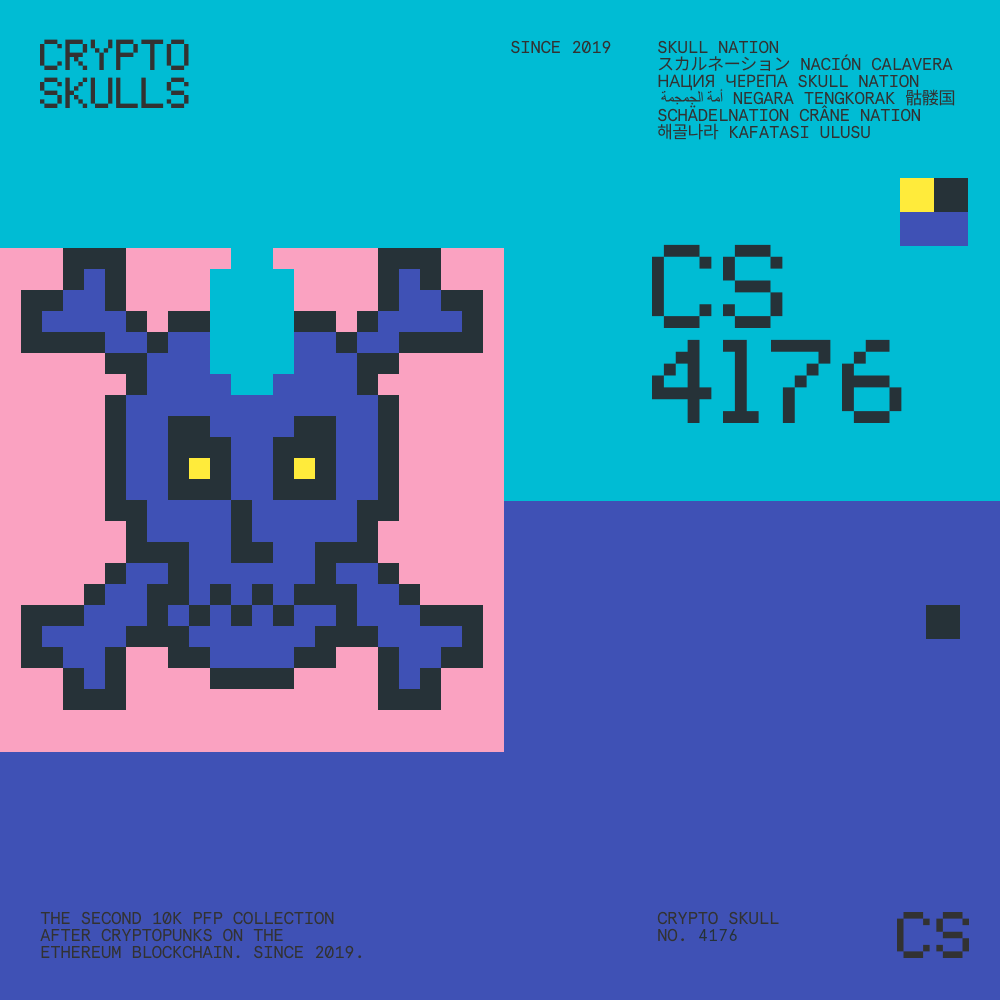 CRYPTO
SKULLS
SINCE 2019
SKULL NATION
スカルネーション NACIÓN CALAVERA
НАЦИЯ ЧЕРЕПА SKULL NATION
أمة الجمجمة NEGARA TENGKORAK 骷髅国
SCHÄDELNATION CRÂNE NATION
해골나라 KAFATASI ULUSU
CS
4176
THE SECOND 10K PFP COLLECTION
AFTER CRYPTOPUNKS ON THE
ETHEREUM BLOCKCHAIN. SINCE 2019.
CRYPTO SKULL
NO. 4176
CS